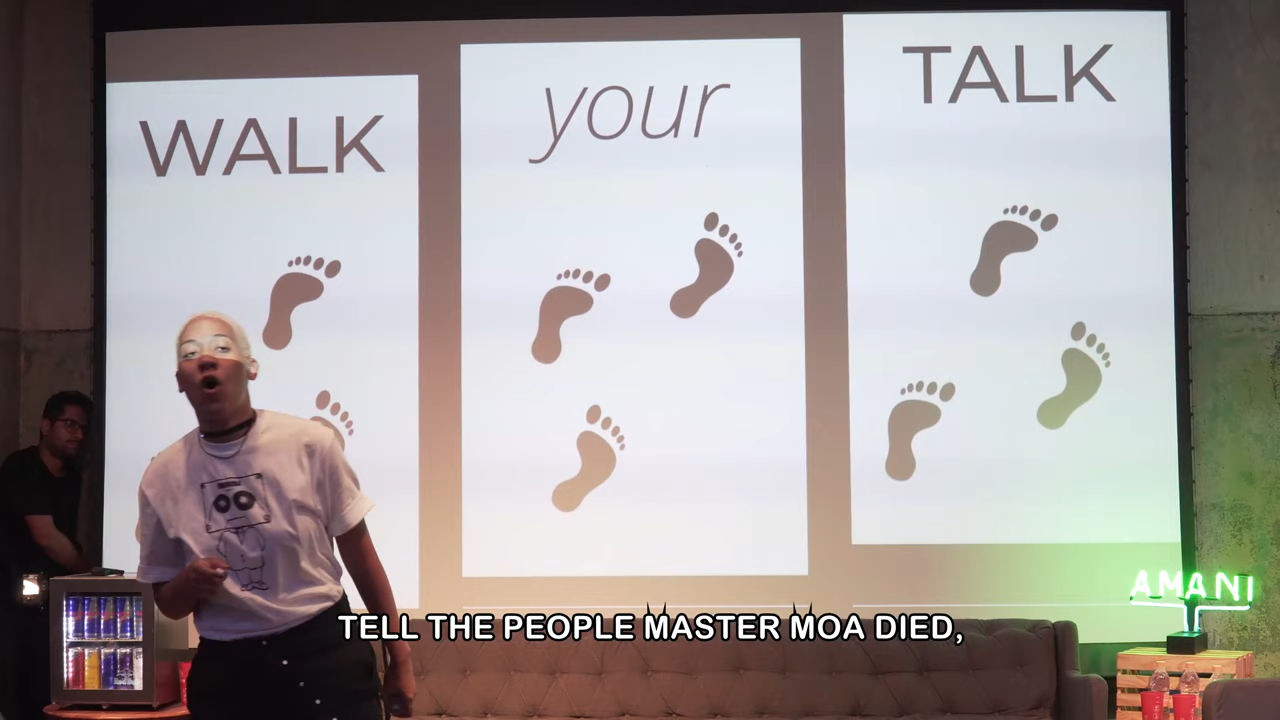 WALK
your
TALK
AMANI
TELL THE PEOPLE MASTER MOA DIED,